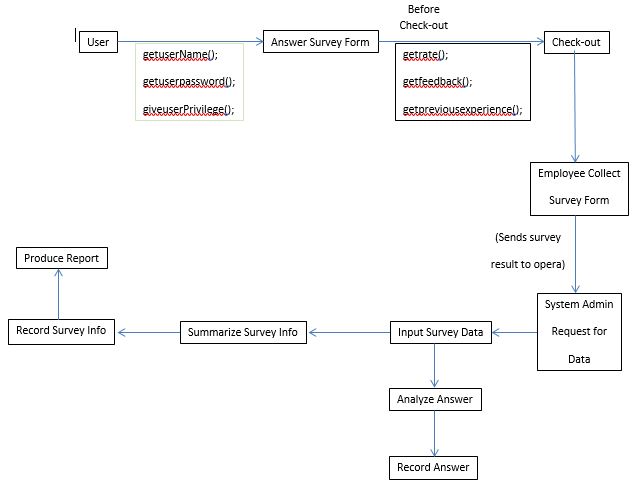 Before
Check-out
User
Answer Survey Form
Check-out
getuserName();
getuserpassword();
giveuserPrivilege();
getrate();
getfeedback();
getpreviousexperience();
Employee Collect
Survey Form
(Sends survey
result to opera)
System Admin
Request for
Data
Produce Report
Record Survey Info
Summarize Survey Info
Input Survey Data
Analyze Answer
Record Answer